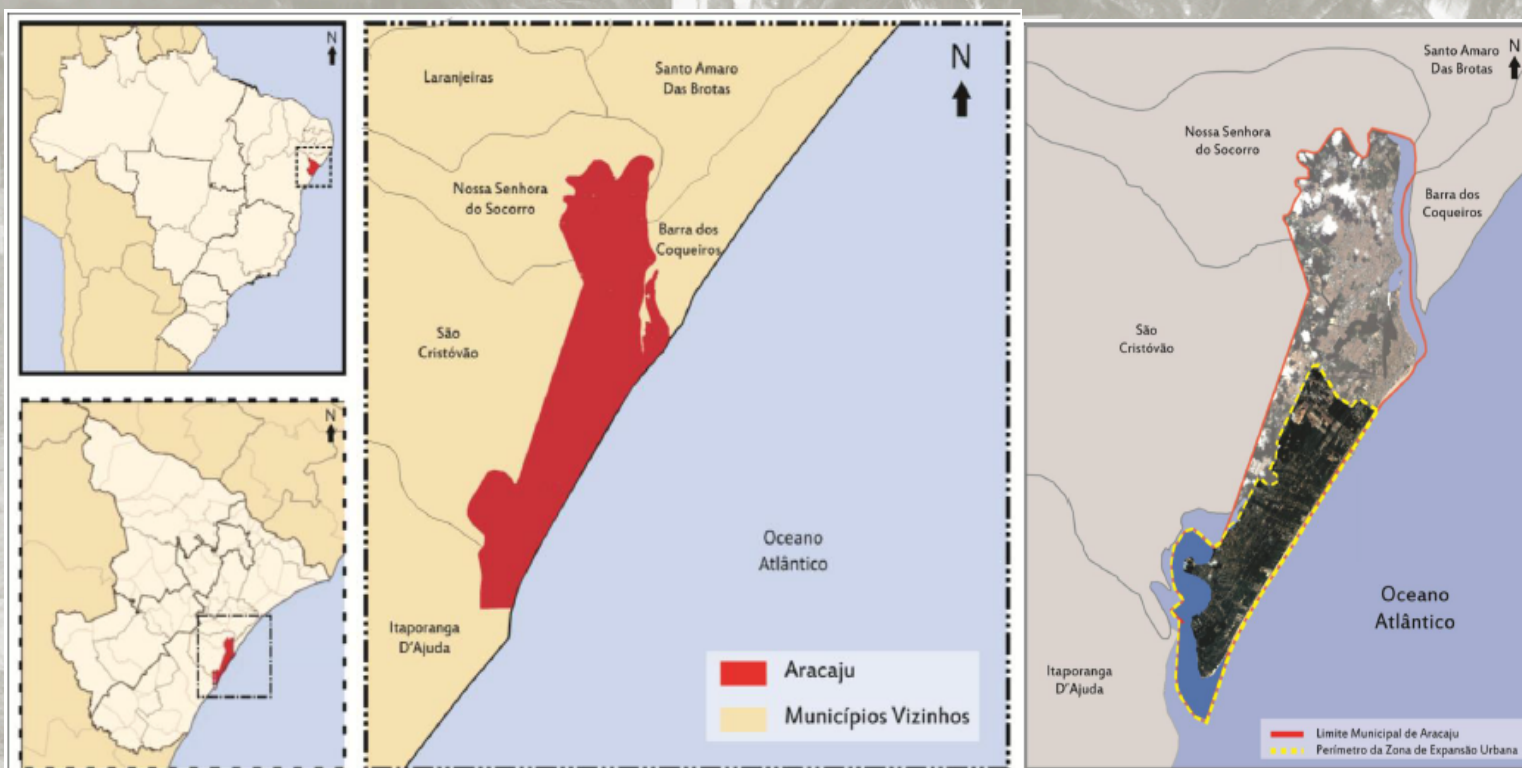 N
N
Laranjeiras
Santo Amaro
Das Brotas
N
Nossa Senhora
do Socorro
Barra dos
Coqueiros
São
Cristóvão
Oceano
Atlântico
Itaporanga
D'Ajuda
Aracaju
Municípios Vizinhos
Santo Amaro
Das Brotas
N
Nossa Senhora
do Socorro
Barra dos
Coqueiros
São
Cristóvão
Oceano
Atlântico
Itaporanga
D'Ajuda
Limite Municipal de Aracaju
Perímetro da Zona de Expansão Urbana